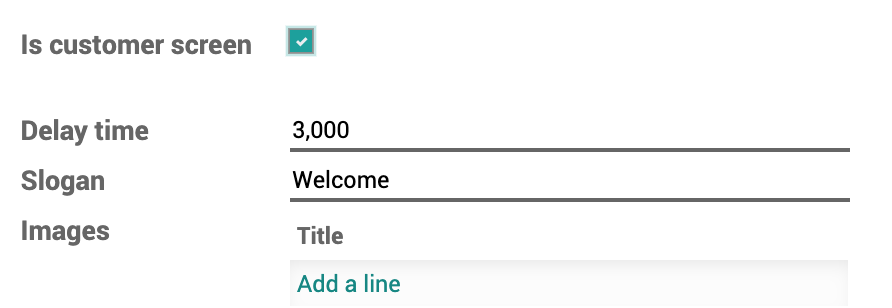 Is customer screen
Delay time 3,000
Slogan Welcome
Images Title
Add a line